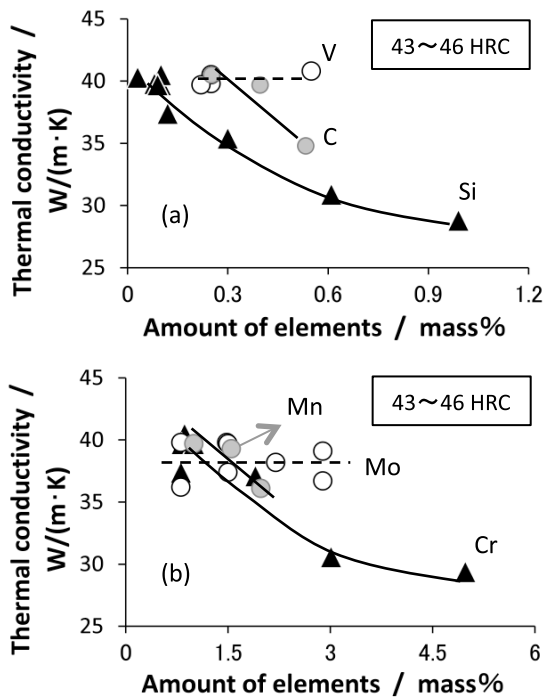 45
40
35
30
25
Thermal conductivity /
W/(m･K)
43～46 HRC
V
C
Si
(a)
0 0.3 0.6 0.9 1.2
Amount of elements / mass%
45
40
35
30
25
Thermal conductivity /
W/(m･K)
43～46 HRC
Mn
Mo
Cr
(b)
0 1.5 3 4.5 6
Amount of elements / mass%